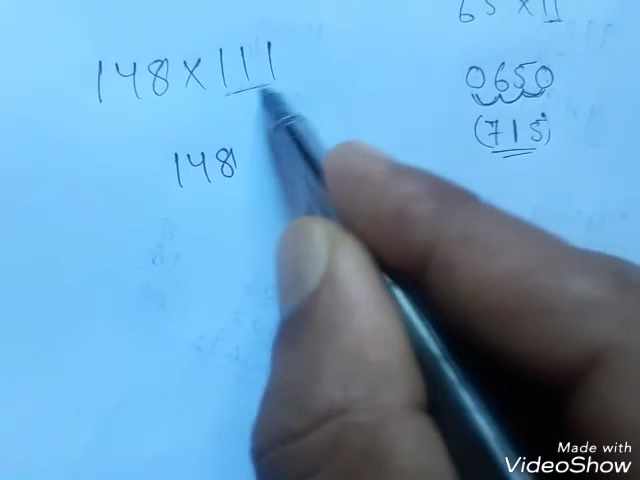 65 × 11
148 × 111
0650
(715)
148
Made with
VideoShow